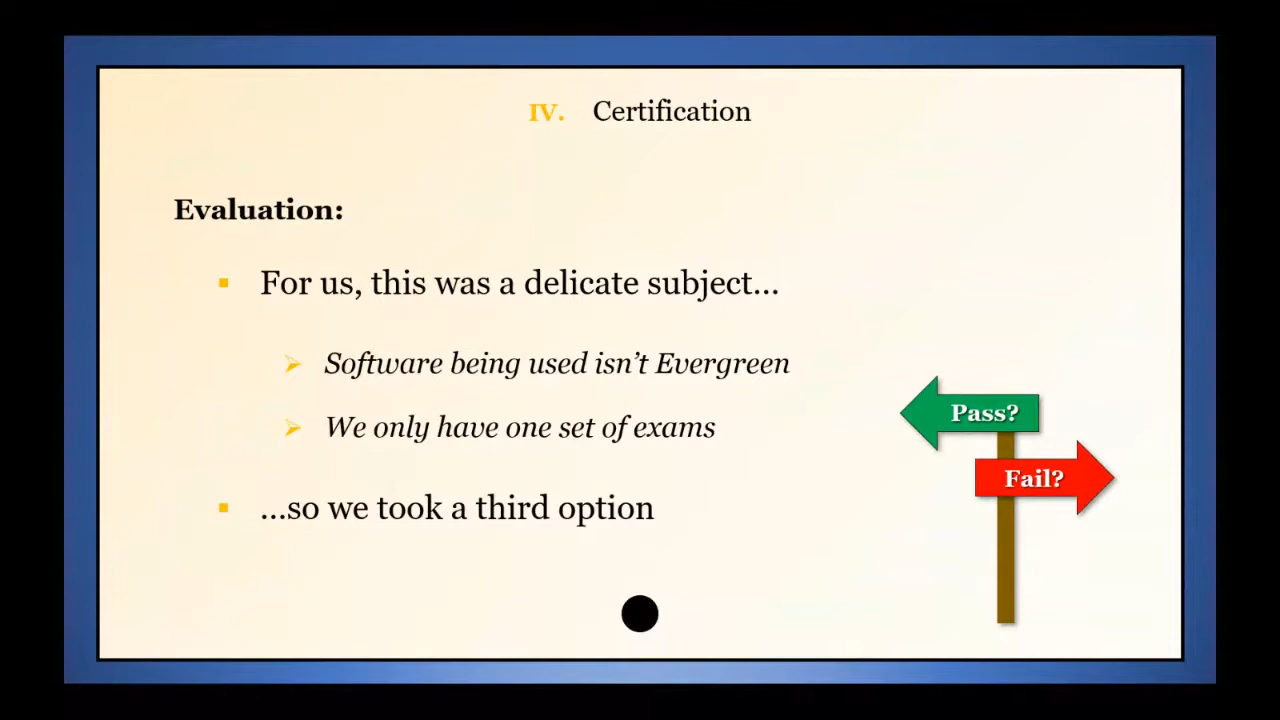 IV. Certification
Evaluation:
For us, this was a delicate subject...
Software being used isn’t Evergreen
We only have one set of exams
...so we took a third option
Pass?
Fail?